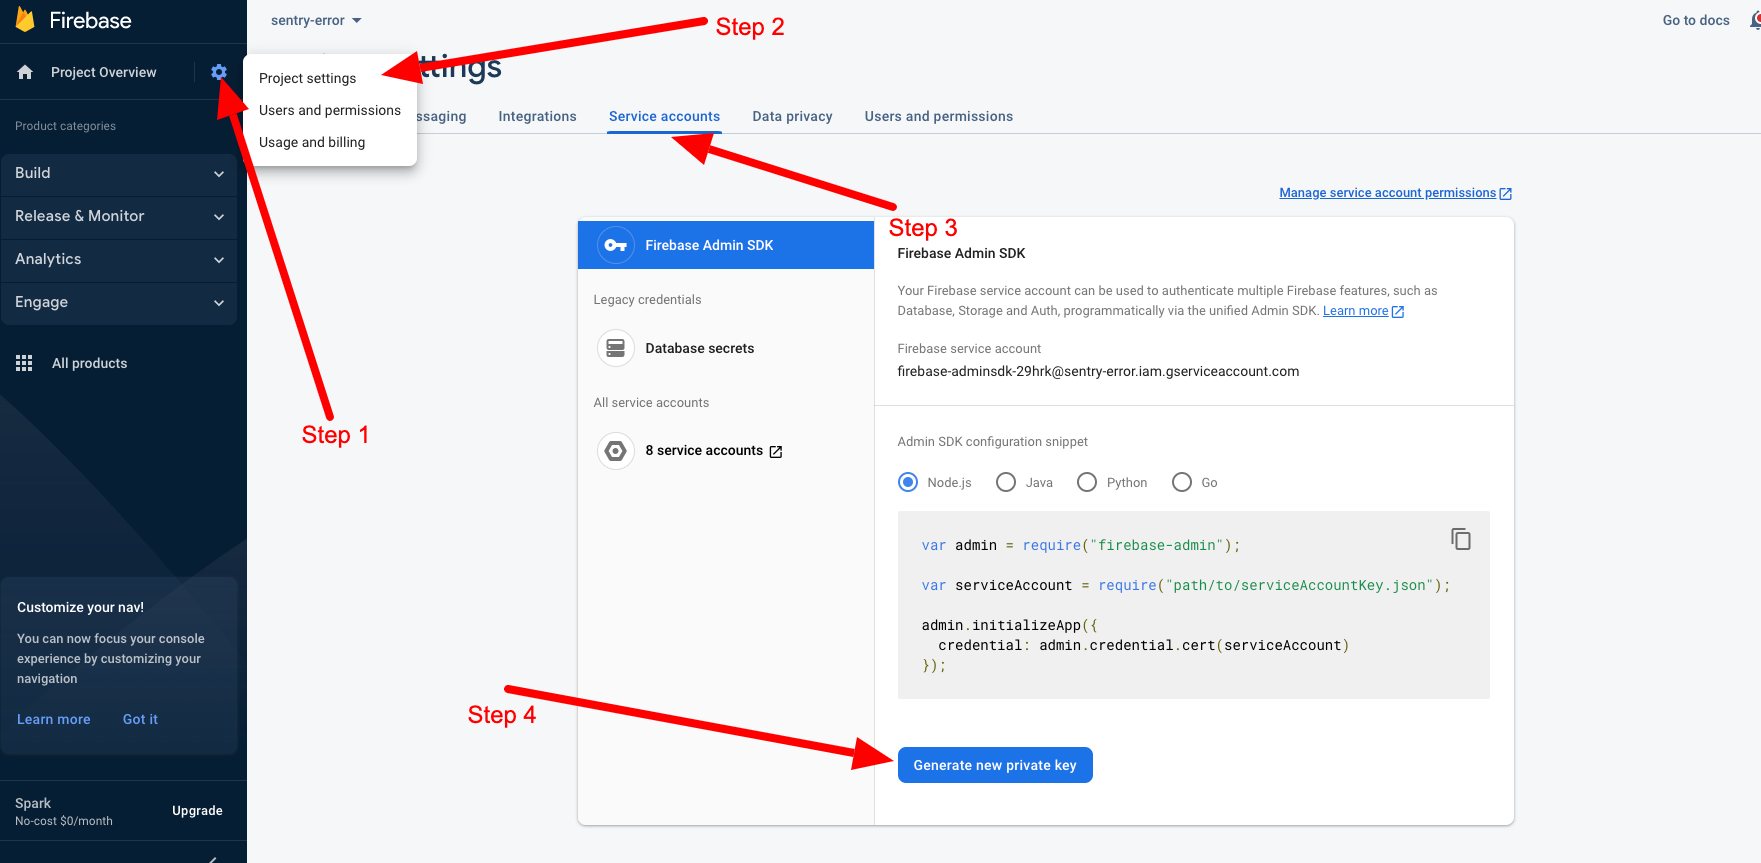 Firebase
sentry-error
Step 2
Go to docs
Project Overview
Project settings
ttings
Users and permissions
Usage and billing
ssaging
Integrations
Service accounts
Data privacy
Users and permissions
Product categories
Build
Release & Monitor
Analytics
Engage
All products
Step 1
Manage service account permissions
Step 3
Firebase Admin SDK
Legacy credentials
Database secrets
All service accounts
8 service accounts
Firebase Admin SDK
Your Firebase service account can be used to authenticate multiple Firebase features, such as
Database, Storage and Auth, programmatically via the unified Admin SDK. Learn more
Firebase service account
firebase-adminsdk-29hrk@sentry-error.iam.gserviceaccount.com
Admin SDK configuration snippet
Node.js
Java
Python
Go
var admin = require("firebase-admin");
var serviceAccount = require("path/to/serviceAccountKey.json");
admin.initializeApp({
credential: admin.credential.cert(serviceAccount)
});
Step 4
Generate new private key
Customize your nav!
You can now focus your console
experience by customizing your
navigation
Learn more
Got it
Spark
No-cost $0/month
Upgrade